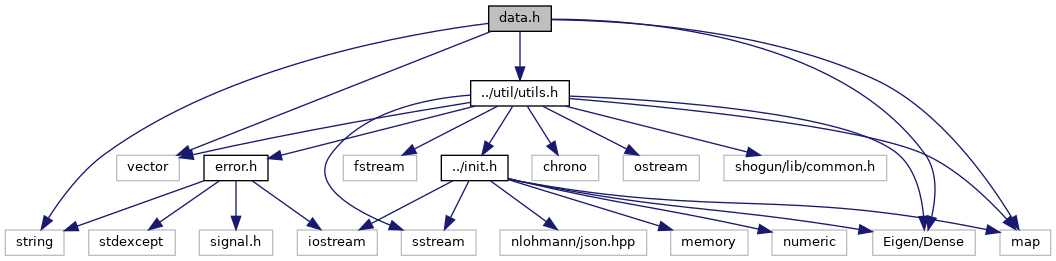 data.h
../util/utils.h
vector
error.h
fstream
../init.h
chrono
ostream
shogun/lib/common.h
string
stdexcept
signal.h
iostream
sstream
nlohmann/json.hpp
memory
numeric
Eigen/Dense
map